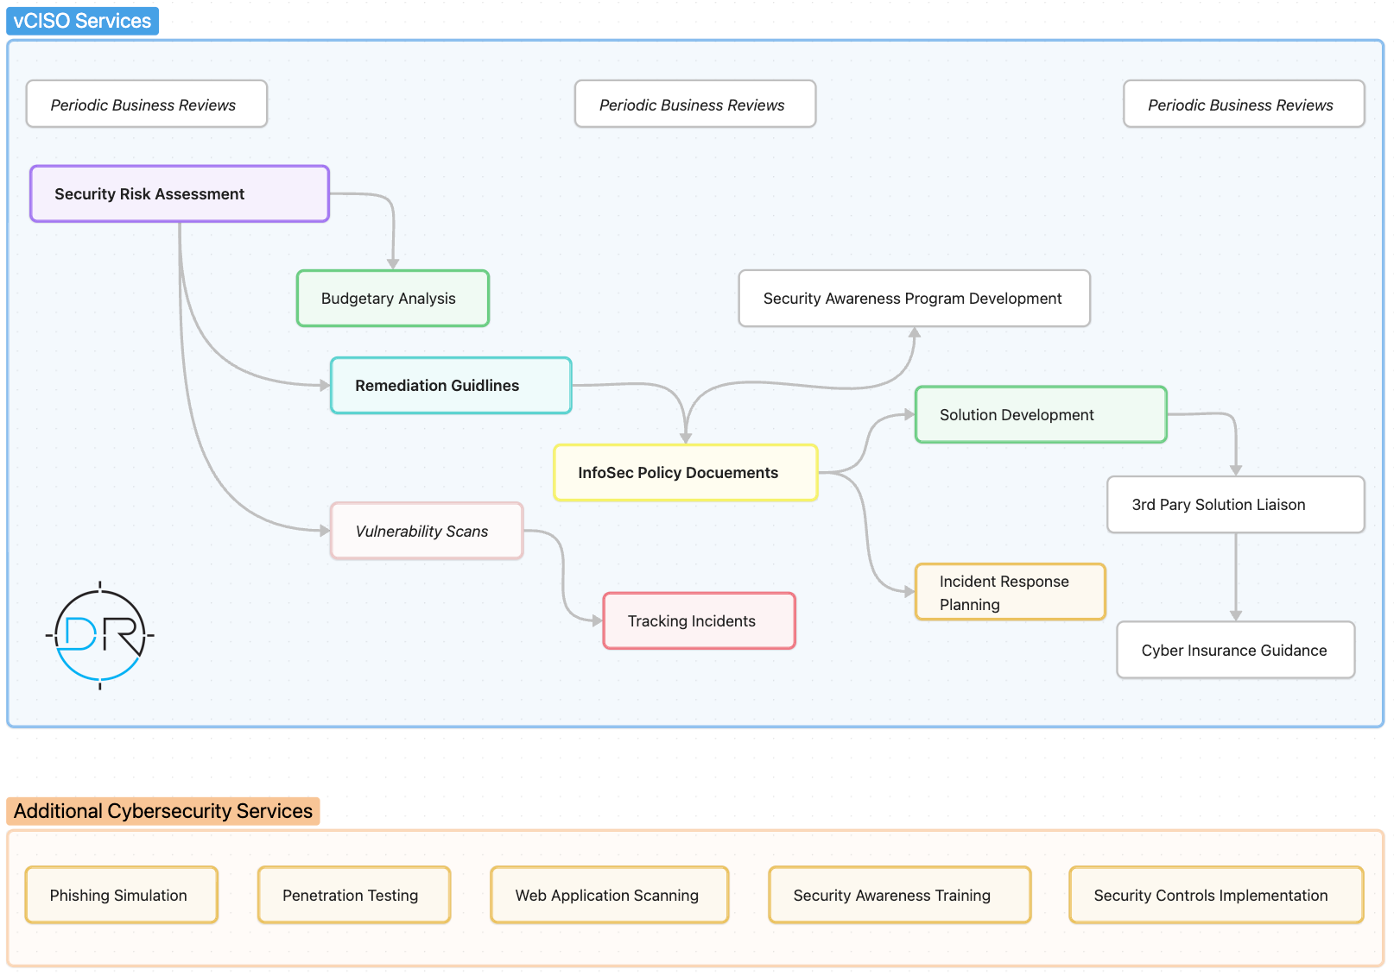 vCISO Services
Periodic Business Reviews
Periodic Business Reviews
Periodic Business Reviews
Security Risk Assessment
Budgetary Analysis
Security Awareness Program Development
Remediation Guidlines
Solution Development
InfoSec Policy Docuements
3rd Pary Solution Liaison
Vulnerability Scans
Incident Response
Planning
Tracking Incidents
Cyber Insurance Guidance
DR
Additional Cybersecurity Services
Phishing Simulation
Penetration Testing
Web Application Scanning
Security Awareness Training
Security Controls Implementation